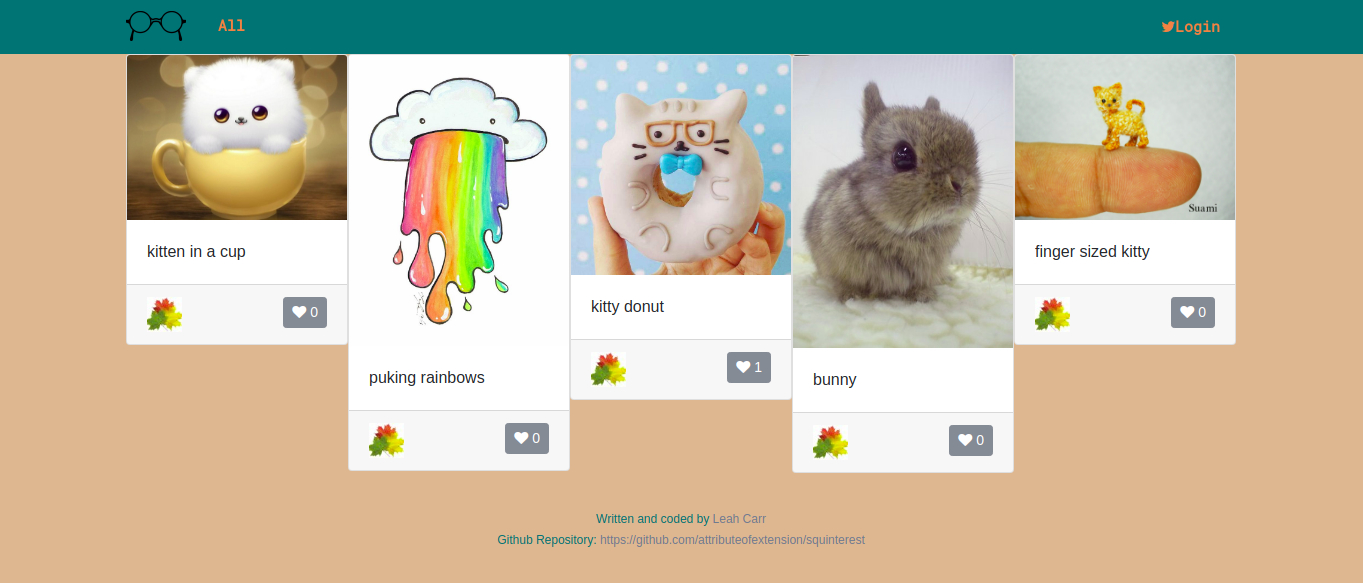 All
Login
Suami
kitten in a cup
0
puking rainbows
0
kitty donut
1
bunny
0
finger sized kitty
0
Written and coded by Leah Carr
Github Repository: https://github.com/attributeofextension/squinterest